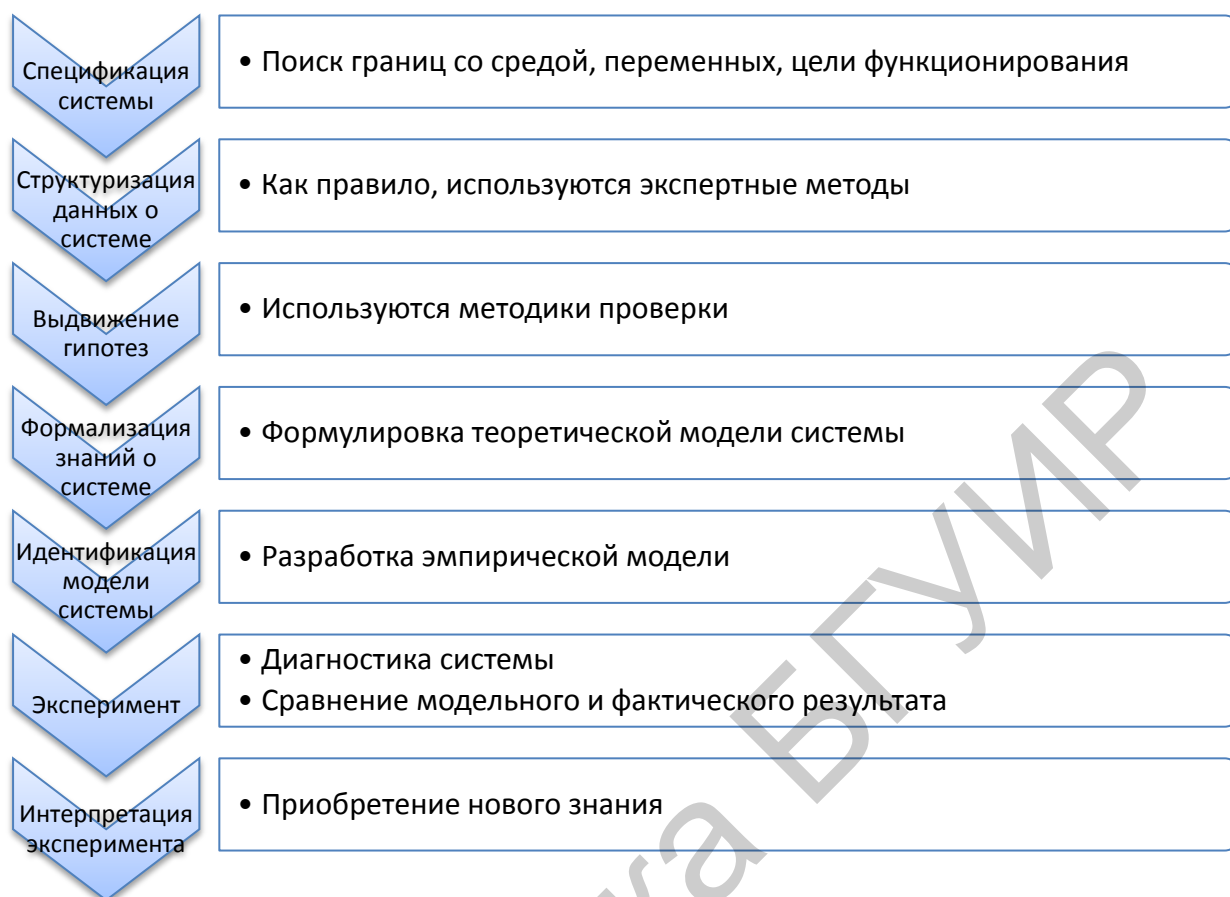 Спецификация
системы
• Поиск границ со средой, переменных, цели функционирования
Структуризация
данных о
системе
• Как правило, используются экспертные методы
Выдвижение
гипотез
• Используются методики проверки
Формализация
знаний о
системе
• Формулировка теоретической модели системы
Идентификация
модели
системы
• Разработка эмпирической модели
Эксперимент
• Диагностика системы
• Сравнение модельного и фактического результата
Интерпретация
эксперимента
• Приобретение нового знания
БГУИР